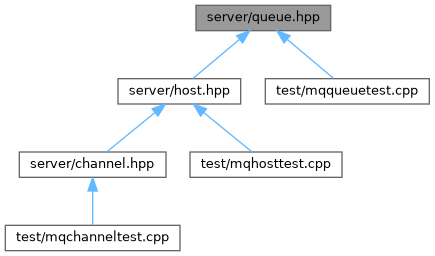 server/queue.hpp
server/host.hpp
test/mqqueuetest.cpp
server/channel.hpp
test/mqhosttest.cpp
test/mqchanneltest.cpp